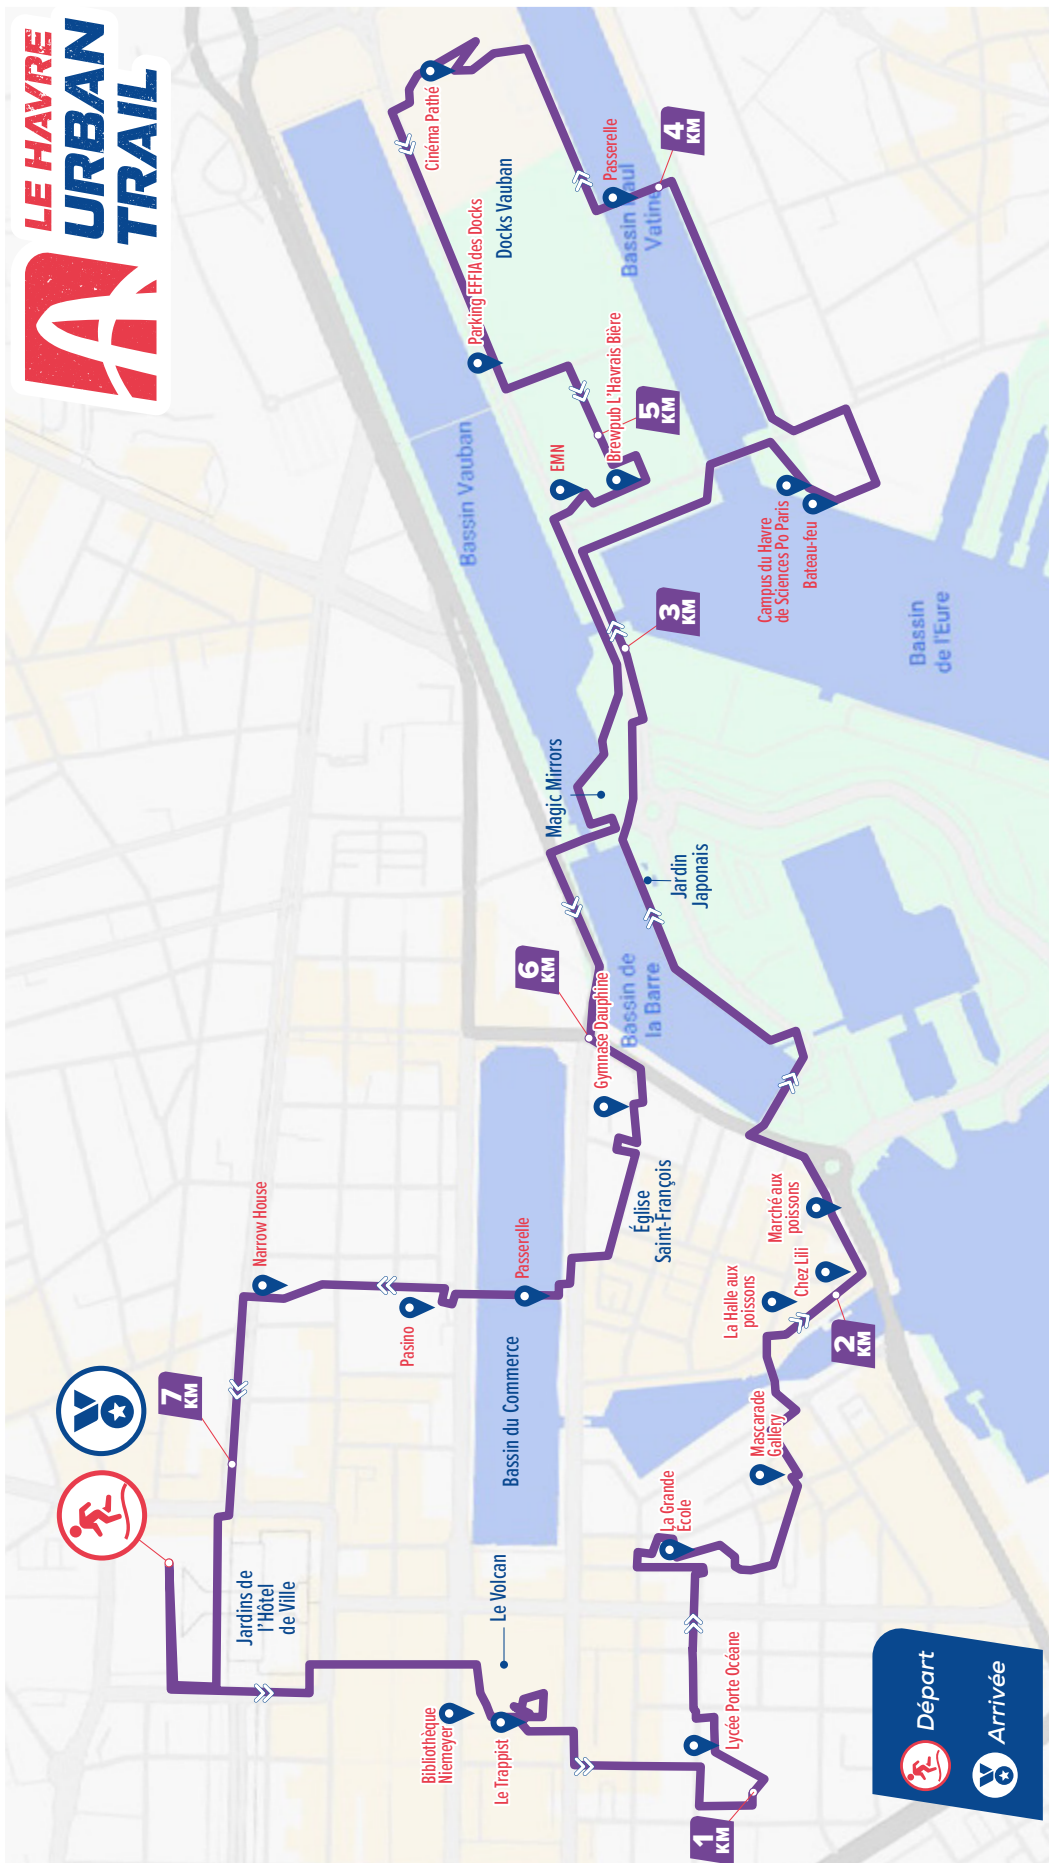 LE HAVRE
URBAN
TRAIL
Cinéma Pathé
Docks Vauban
Parking EFFIA des Docks
Passerelle
4
KM
Bassin Paul
Vatine
Brewpub L'Havrais Bière
5
KM
EMN
Bassin Vauban
Campus du Havre
de Sciences Po Paris
Bateau-feu
3
KM
Bassin
de l'Eure
Magic Mirrors
Jardin
Japonais
Bassin de
la Barre
6
KM
Gymnase Dauphine
Église
Saint-François
Marché aux
poissons
Chez Lili
La Halle aux
poissons
2
KM
Narrow House
Pasino
Passerelle
Bassin du Commerce
Mascarade
Gallery
La Grande
École
7
KM
Jardins de
l'Hôtel
de Ville
Le Volcan
Bibliothèque
Niemeyer
Le Trappist
Lycée Porte Océane
1
KM
Départ
Arrivée